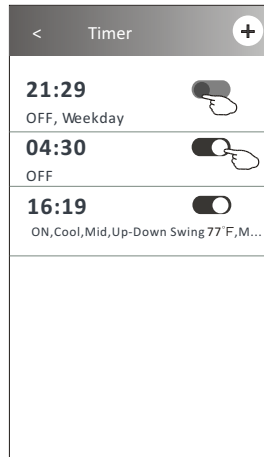 < Timer +
21:29
OFF, Weekday
04:30
OFF
16:19
ON,Cool,Mid,Up-Down Swing 77°F,M...